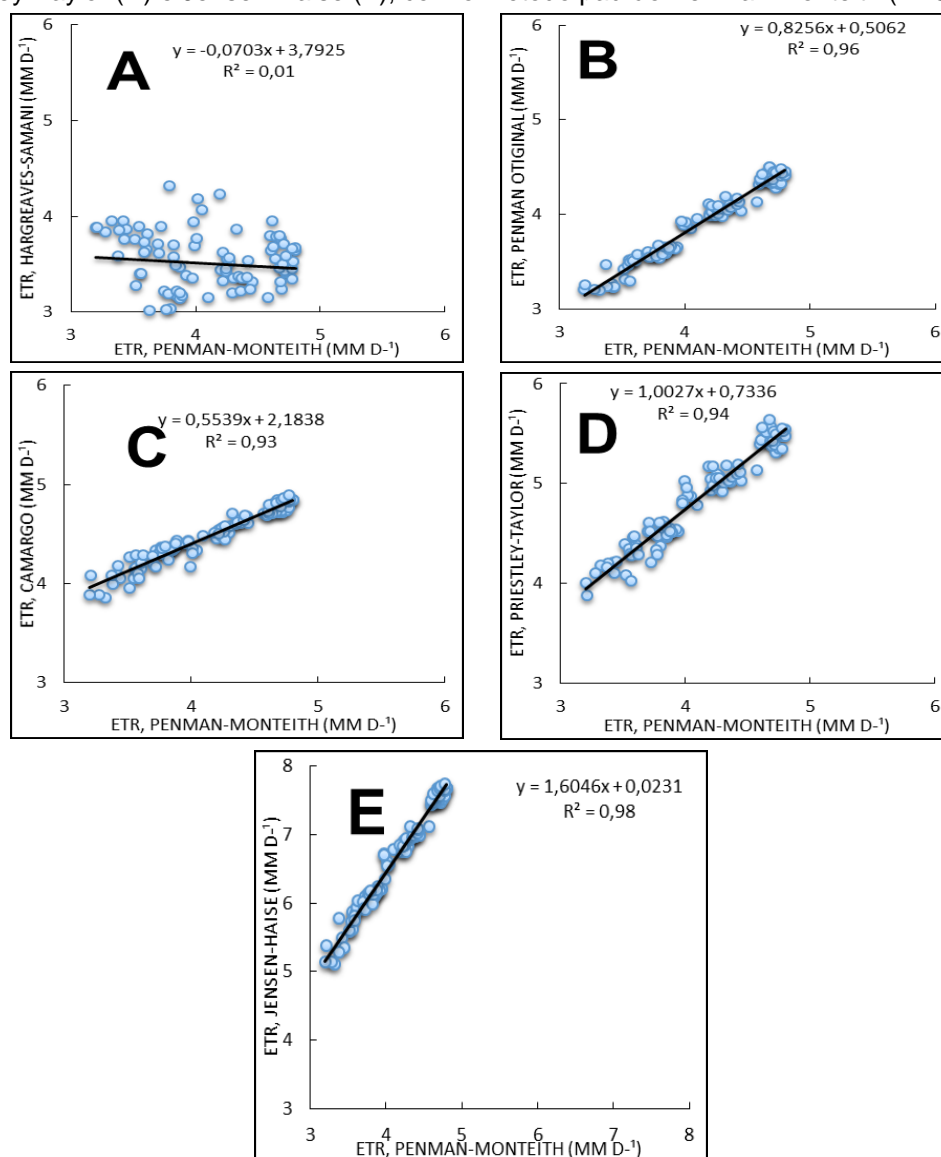 y = -0,0703x + 3,7925
R² = 0,01
A
ETR, HARGREAVES-SAMANI (MM D-¹)
6
5
4
3
3 4 5 6
ETR, PENMAN-MONTEITH (MM D-¹)
y = 0,8256x + 0,5062
R² = 0,96
B
ETR, PENMAN OTIGINAL (MM D-¹)
6
5
4
3
3 4 5 6
ETR, PENMAN-MONTEITH (MM D-¹)
y = 0,5539x + 2,1838
R² = 0,93
C
ETR, CAMARGO (MM D-¹)
6
5
4
3
3 4 5 6
ETR, PENMAN-MONTEITH (MM D-¹)
y = 1,0027x + 0,7336
R² = 0,94
D
ETR, PRIESTLEY-TAYLOR (MM D-¹)
6
5
4
3
3 4 5 6
ETR, PENMAN-MONTEITH (MM D-¹)
y = 1,6046x + 0,0231
R² = 0,98
E
ETR, JENSEN-HAISE (MM D-¹)
8
7
6
5
4
3
3 4 5 6 7 8
ETR, PENMAN-MONTEITH (MM D-¹)